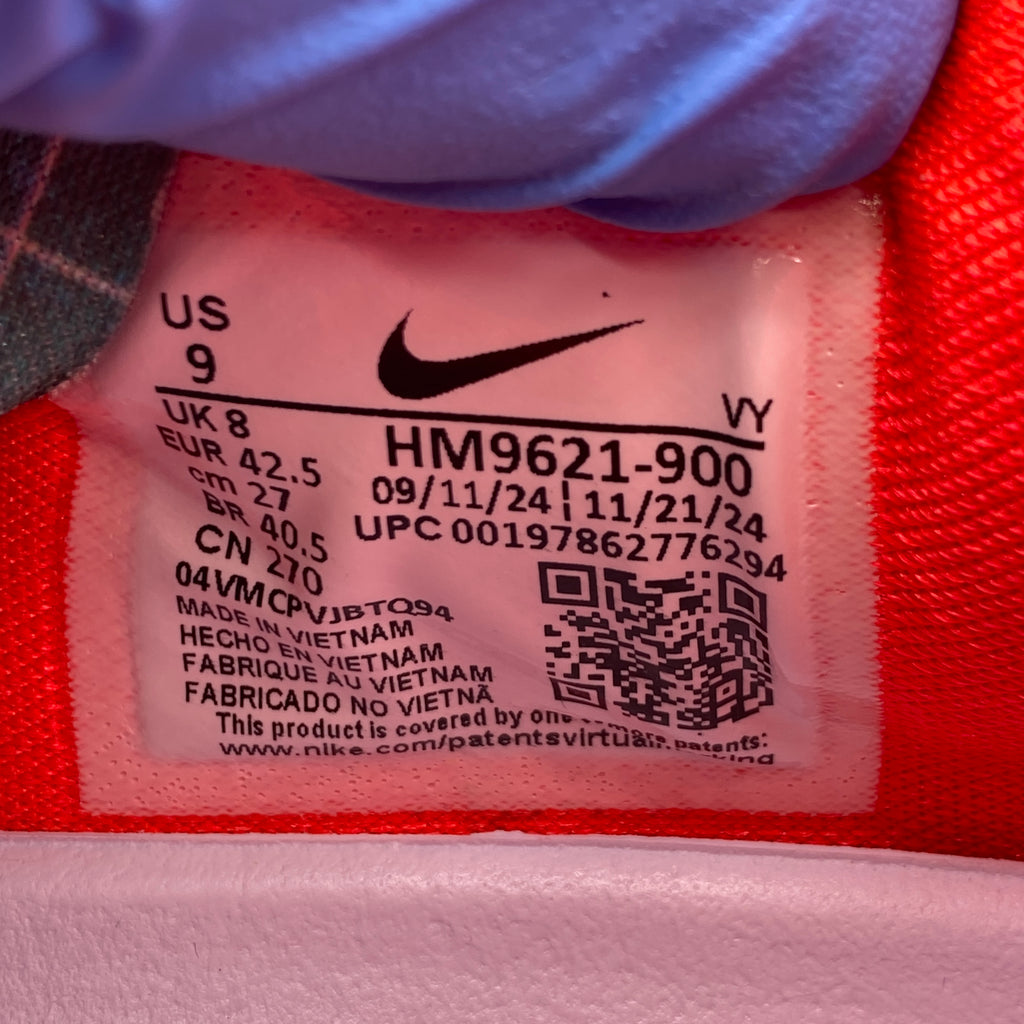 US
9
VY
UK 8
EUR 42.5
cm 27
BR 40.5
CN 270
HM9621-900
09/11/24 ¦ 11/21/24
UPC 00197862776294
04VMCPVJBTQ94
MADE IN VIETNAM
HECHO EN VIETNAM
FABRIQUE AU VIETNAM
FABRICADO NO VIETNÃ
This product is covered by one patents:
www.nike.com/patentsvirtual